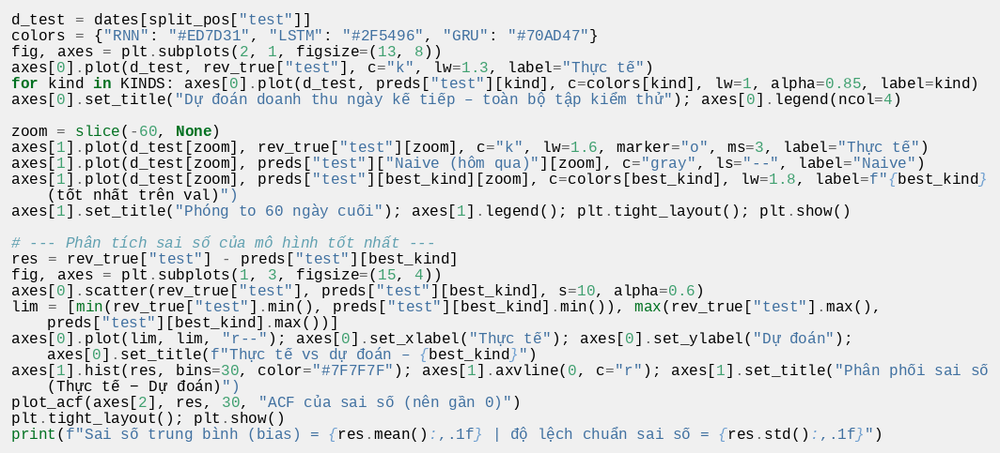 d_test = dates[split_pos["test"]]
colors = {"RNN": "#ED7D31", "LSTM": "#2F5496", "GRU": "#70AD47"}
fig, axes = plt.subplots(2, 1, figsize=(13, 8))
axes[0].plot(d_test, rev_true["test"], c="k", lw=1.3, label="Thực tế")
for kind in KINDS: axes[0].plot(d_test, preds["test"][kind], c=colors[kind], lw=1, alpha=0.85, label=kind)
axes[0].set_title("Dự đoán doanh thu ngày kế tiếp – toàn bộ tập kiểm thử"); axes[0].legend(ncol=4)

zoom = slice(-60, None)
axes[1].plot(d_test[zoom], rev_true["test"][zoom], c="k", lw=1.6, marker="o", ms=3, label="Thực tế")
axes[1].plot(d_test[zoom], preds["test"]["Naive (hôm qua)"][zoom], c="gray", ls="--", label="Naive")
axes[1].plot(d_test[zoom], preds["test"][best_kind][zoom], c=colors[best_kind], lw=1.8, label=f"{best_kind}
    (tốt nhất trên val)")
axes[1].set_title("Phóng to 60 ngày cuối"); axes[1].legend(); plt.tight_layout(); plt.show()

# --- Phân tích sai số của mô hình tốt nhất ---
res = rev_true["test"] - preds["test"][best_kind]
fig, axes = plt.subplots(1, 3, figsize=(15, 4))
axes[0].scatter(rev_true["test"], preds["test"][best_kind], s=10, alpha=0.6)
lim = [min(rev_true["test"].min(), preds["test"][best_kind].min()), max(rev_true["test"].max(),
    preds["test"][best_kind].max())]
axes[0].plot(lim, lim, "r--"); axes[0].set_xlabel("Thực tế"); axes[0].set_ylabel("Dự đoán");
    axes[0].set_title(f"Thực tế vs dự đoán – {best_kind}")
axes[1].hist(res, bins=30, color="#7F7F7F"); axes[1].axvline(0, c="r"); axes[1].set_title("Phân phối sai số
    (Thực tế − Dự đoán)")
plot_acf(axes[2], res, 30, "ACF của sai số (nên gần 0)")
plt.tight_layout(); plt.show()
print(f"Sai số trung bình (bias) = {res.mean():,.1f} | độ lệch chuẩn sai số = {res.std():,.1f}")